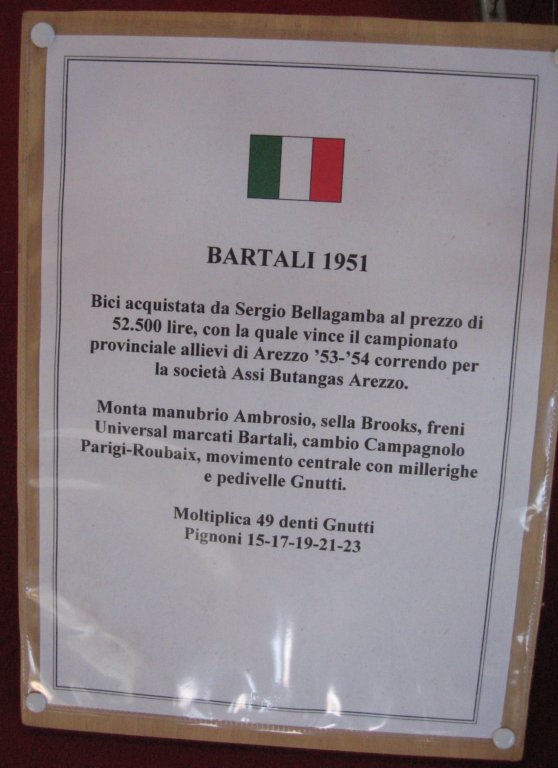 BARTALI 1951
Bici acquistata da Sergio Bellagamba al prezzo di
52.500 lire, con la quale vince il campionato
provinciale allievi di Arezzo ’53-’54 correndo per
la società Assi Butangas Arezzo.
Monta manubrio Ambrosio, sella Brooks, freni
Universal marcati Bartali, cambio Campagnolo
Parigi-Roubaix, movimento centrale con millerighe
e pedivelle Gnutti.
Moltiplica 49 denti Gnutti
Pignoni 15-17-19-21-23